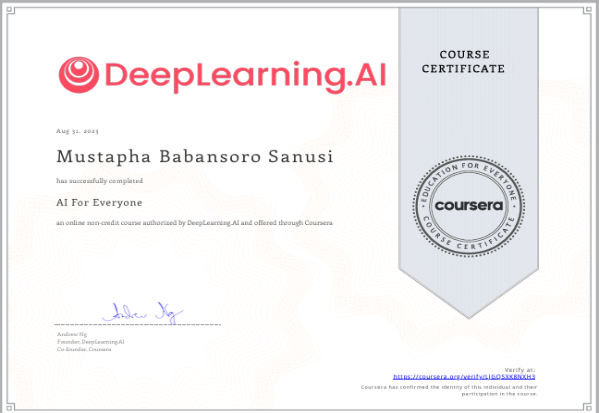 DeepLearning.AI
COURSE
CERTIFICATE
Aug 31, 2023
Mustapha Babansoro Sanusi
has successfully completed
AI For Everyone
an online non-credit course authorized by DeepLearning.AI and offered through Coursera
EDUCATION FOR EVERYONE
coursera
COURSE CERTIFICATE
Andrew Ng
Andrew Ng
Founder, DeepLearning.AI
Co-founder, Coursera
Verify at:
https://coursera.org/verify/
Coursera has confirmed the identity of this individual and their
participation in the course.